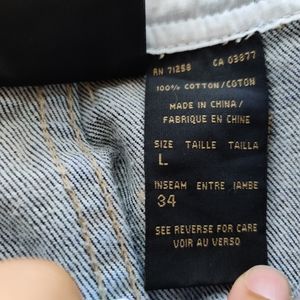 RN 71258 CA 03877
100% COTTON/COTON
MADE IN CHINA/
FABRIQUE EN CHINE
SIZE TAILLE TAILLA
L
INSEAM ENTRE JAMBE
34
SEE REVERSE FOR CARE
VOIR AU VERSO